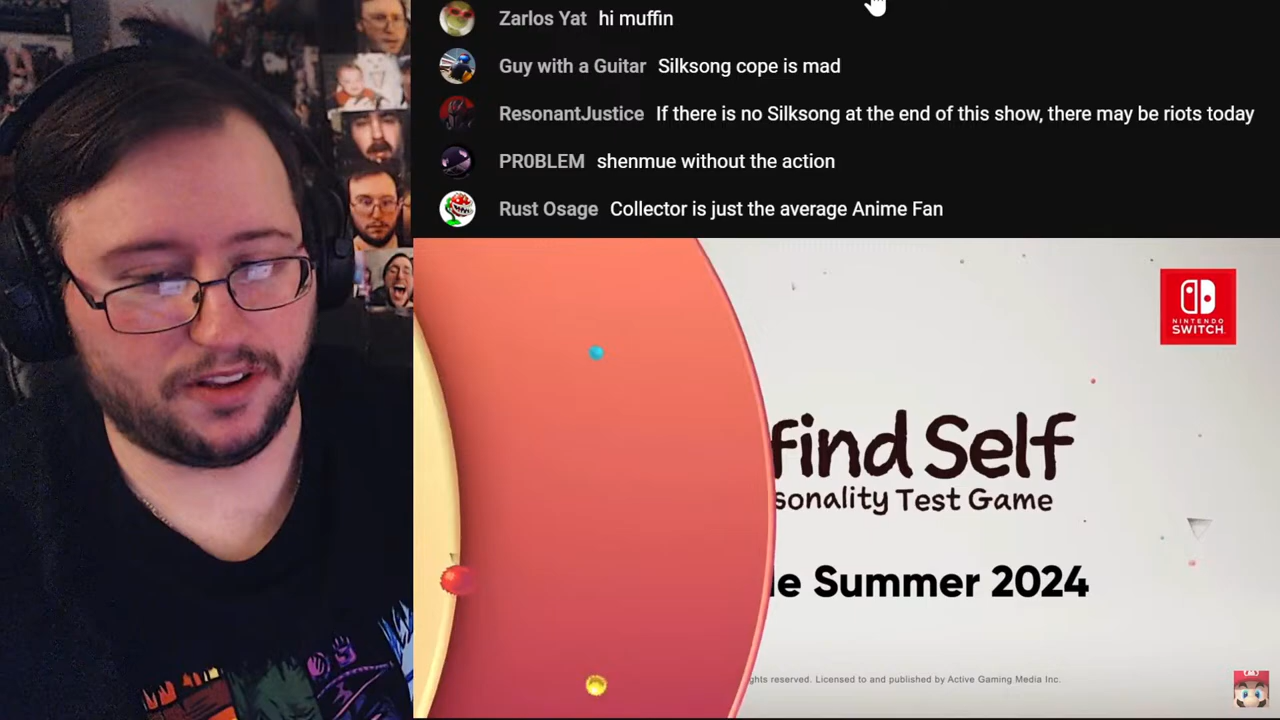 Zarlos Yat hi muffin
Guy with a Guitar Silksong cope is mad
ResonantJustice If there is no Silksong at the end of this show, there may be riots today
PR0BLEM shenmue without the action
Rust Osage Collector is just the average Anime Fan
NINTENDO
SWITCH
find Self
sonality Test Game
le Summer 2024
ghts reserved. Licensed to and published by Active Gaming Media Inc.